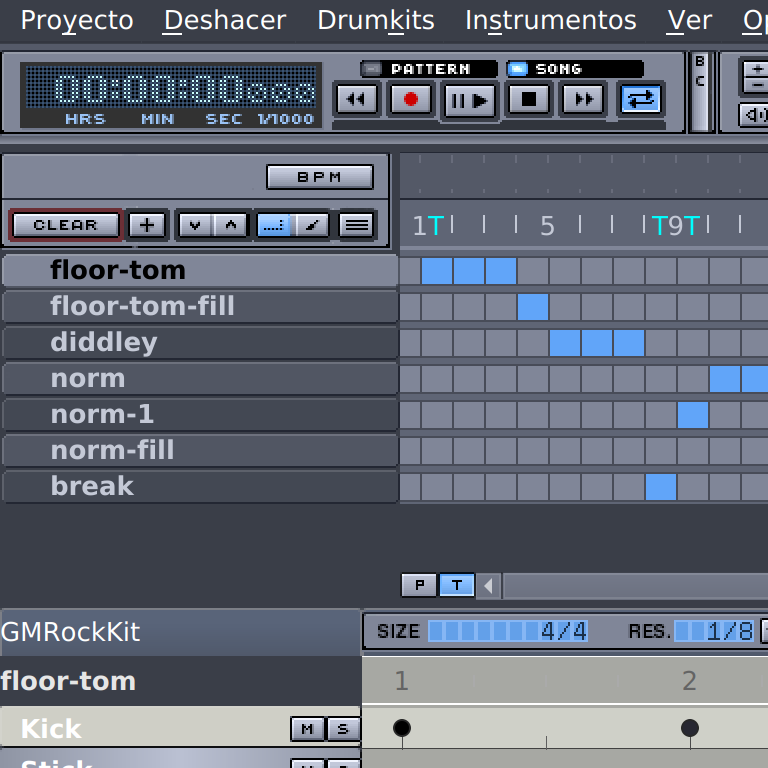 Proyecto Deshacer Drumkits Instrumentos Ver Op
PATTERN SONG
B
C
00:00:00000
HRS MIN SEC 1/1000
BPM
CLEAR
1T 5 T9T
floor-tom
floor-tom-fill
diddley
norm
norm-1
norm-fill
break
P T
GMRockKit SIZE 4/4 RES. 1/8
floor-tom 1 2
Kick M S
Stick